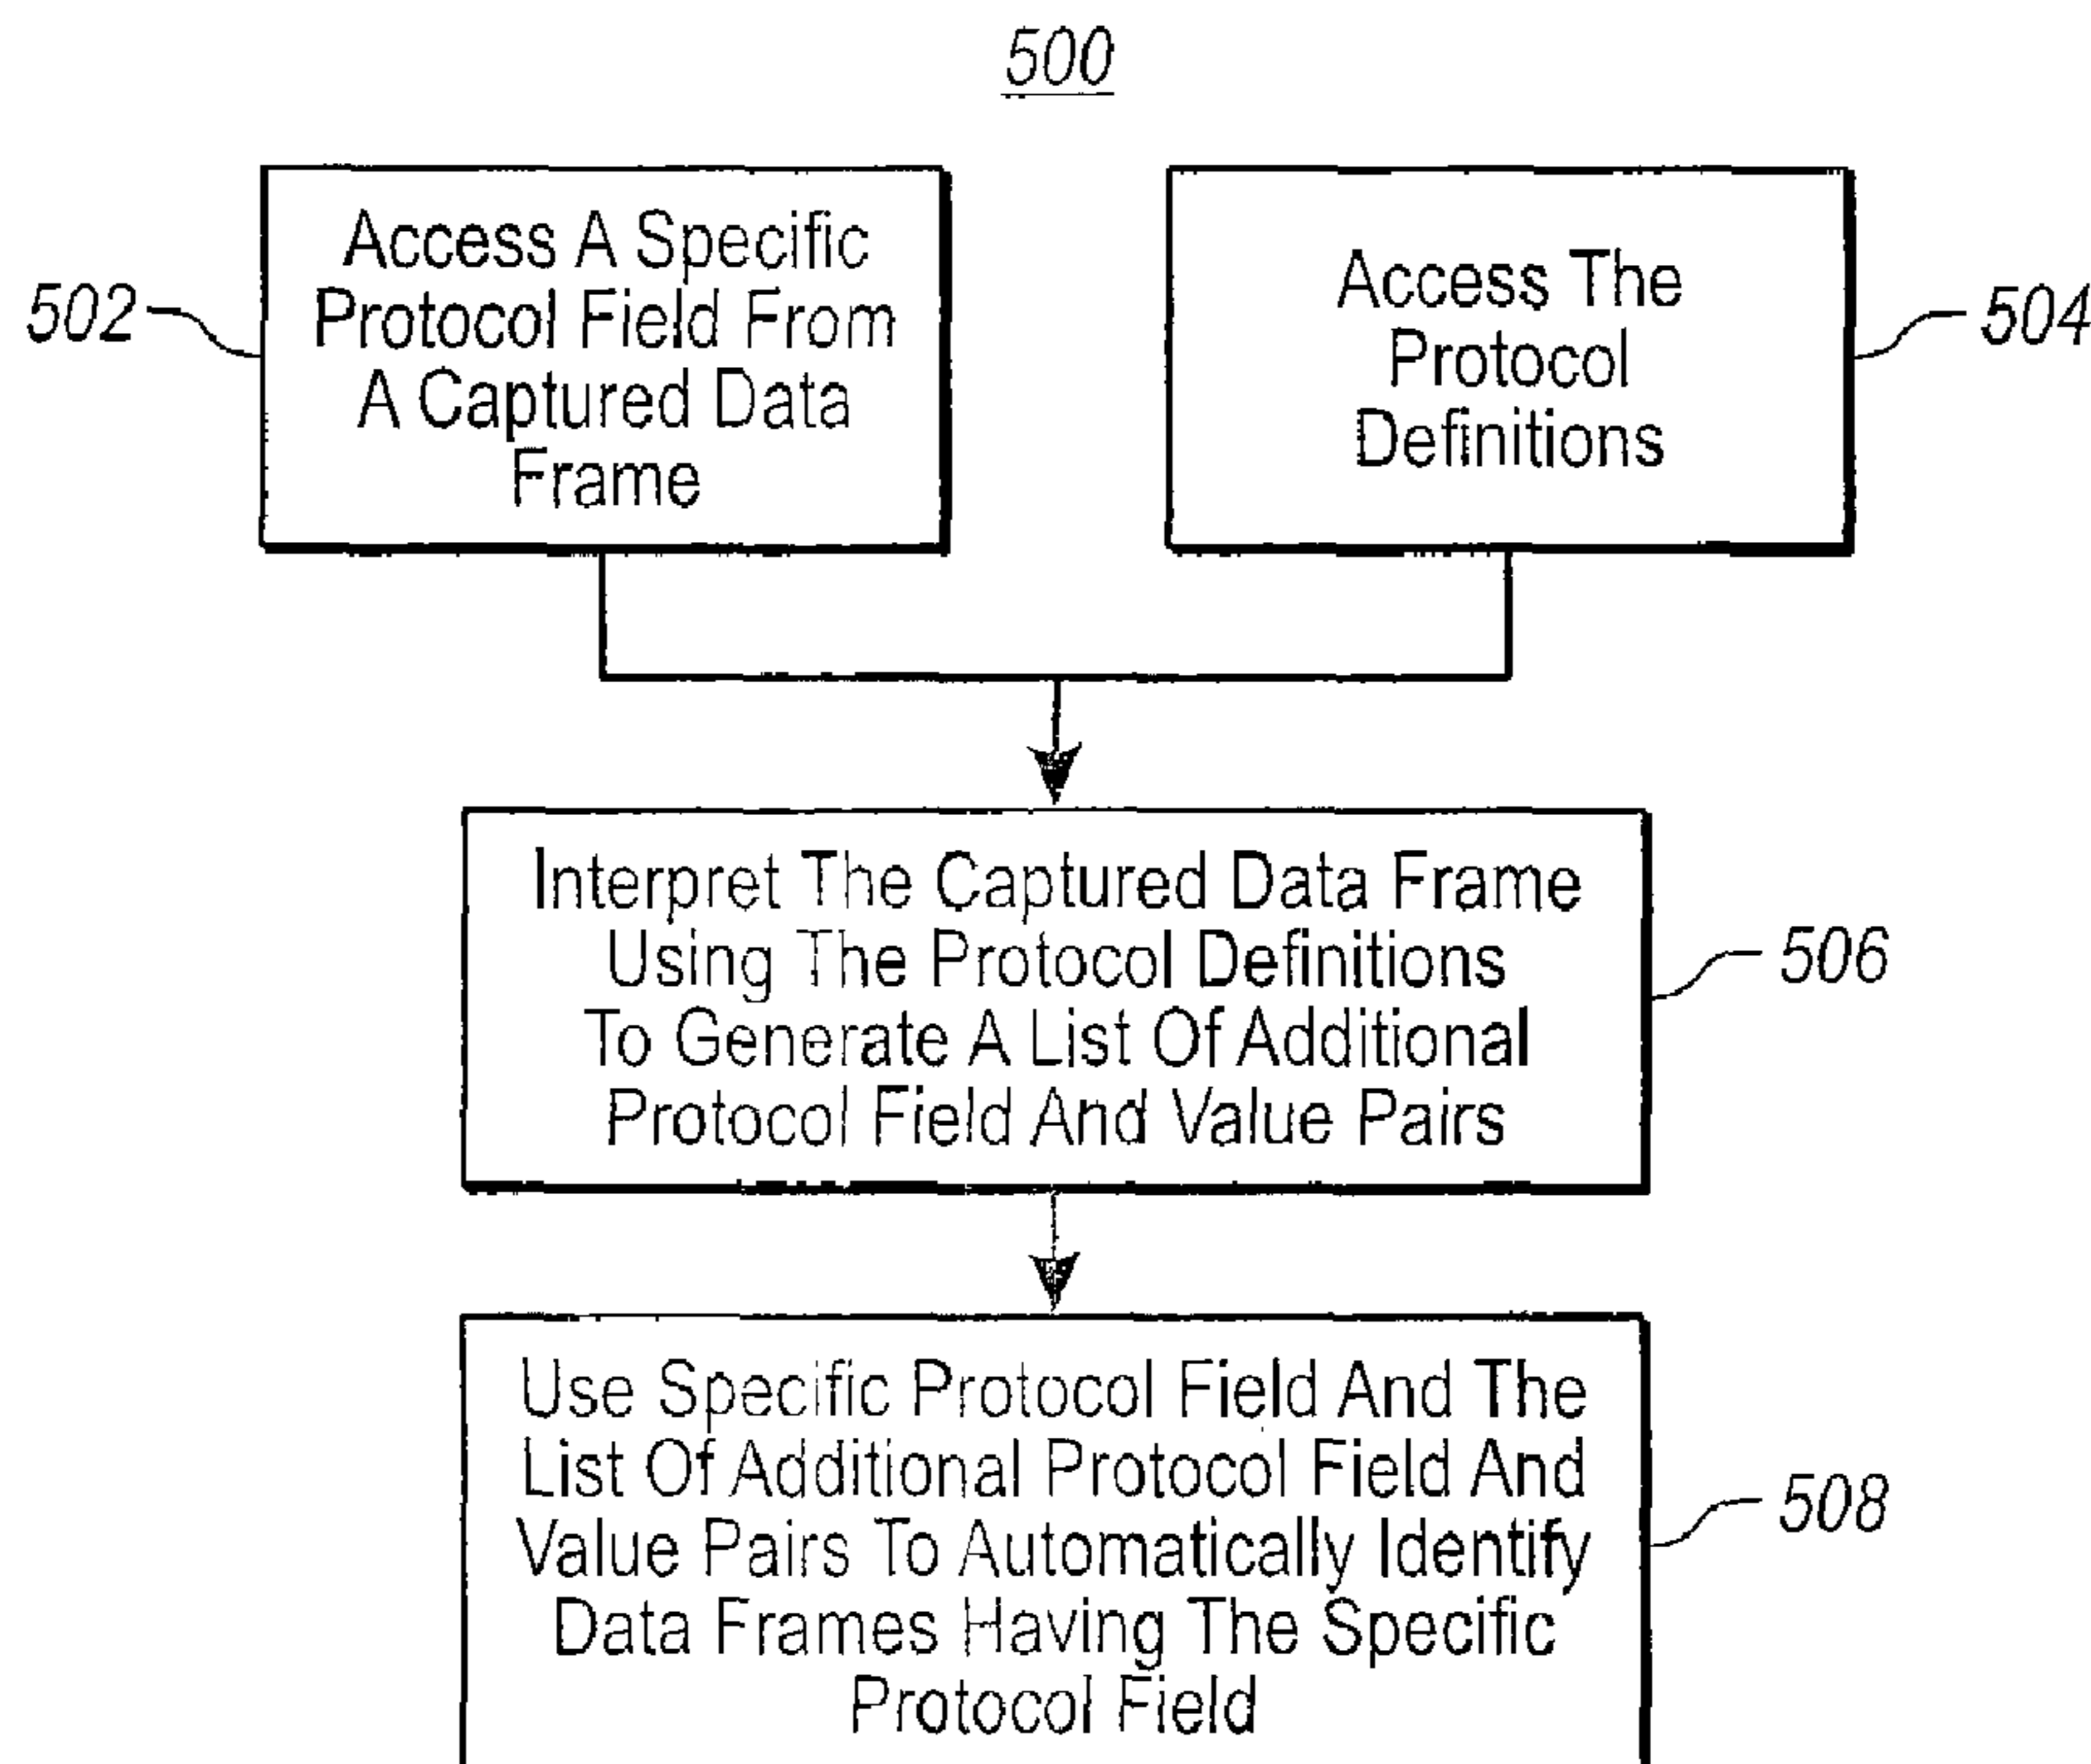 500
502
Access A Specific
Protocol Field From
A Captured Data
Frame
Access The
Protocol
Definitions
504
Interpret The Captured Data Frame
Using The Protocol Definitions
To Generate A List Of Additional
Protocol Field And Value Pairs
506
Use Specific Protocol Field And The
List Of Additional Protocol Field And
Value Pairs To Automatically Identify
Data Frames Having The Specific
Protocol Field
508